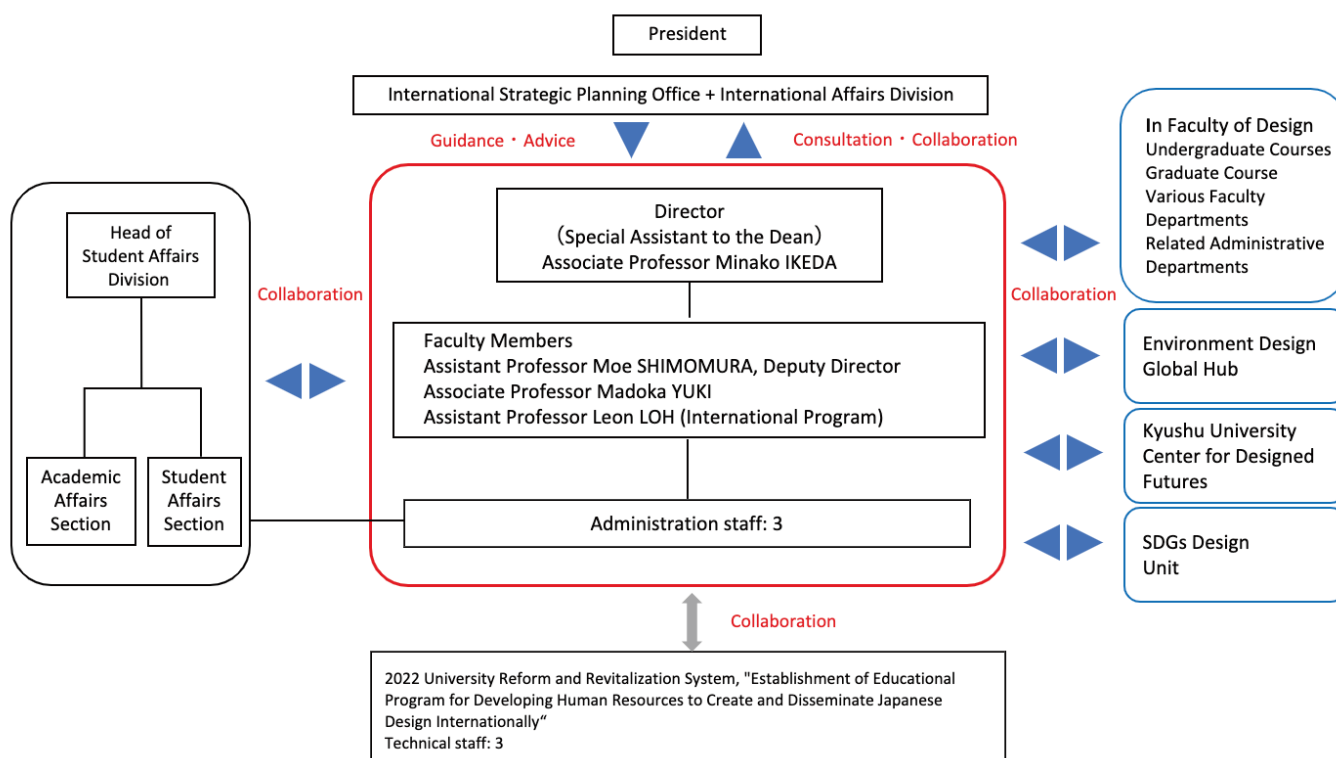 President
International Strategic Planning Office + International Affairs Division
Guidance・Advice
Consultation・Collaboration
Head of
Student Affairs
Division
Academic
Affairs
Section
Student
Affairs
Section
Collaboration
Director
（Special Assistant to the Dean）
Associate Professor Minako IKEDA
Faculty Members
Assistant Professor Moe SHIMOMURA, Deputy Director
Associate Professor Madoka YUKI
Assistant Professor Leon LOH (International Program)
Administration staff: 3
Collaboration
In Faculty of Design
Undergraduate Courses
Graduate Course
Various Faculty
Departments
Related Administrative
Departments
Environment Design
Global Hub
Kyushu University
Center for Designed
Futures
SDGs Design
Unit
Collaboration
2022 University Reform and Revitalization System, "Establishment of Educational
Program for Developing Human Resources to Create and Disseminate Japanese
Design Internationally“
Technical staff: 3